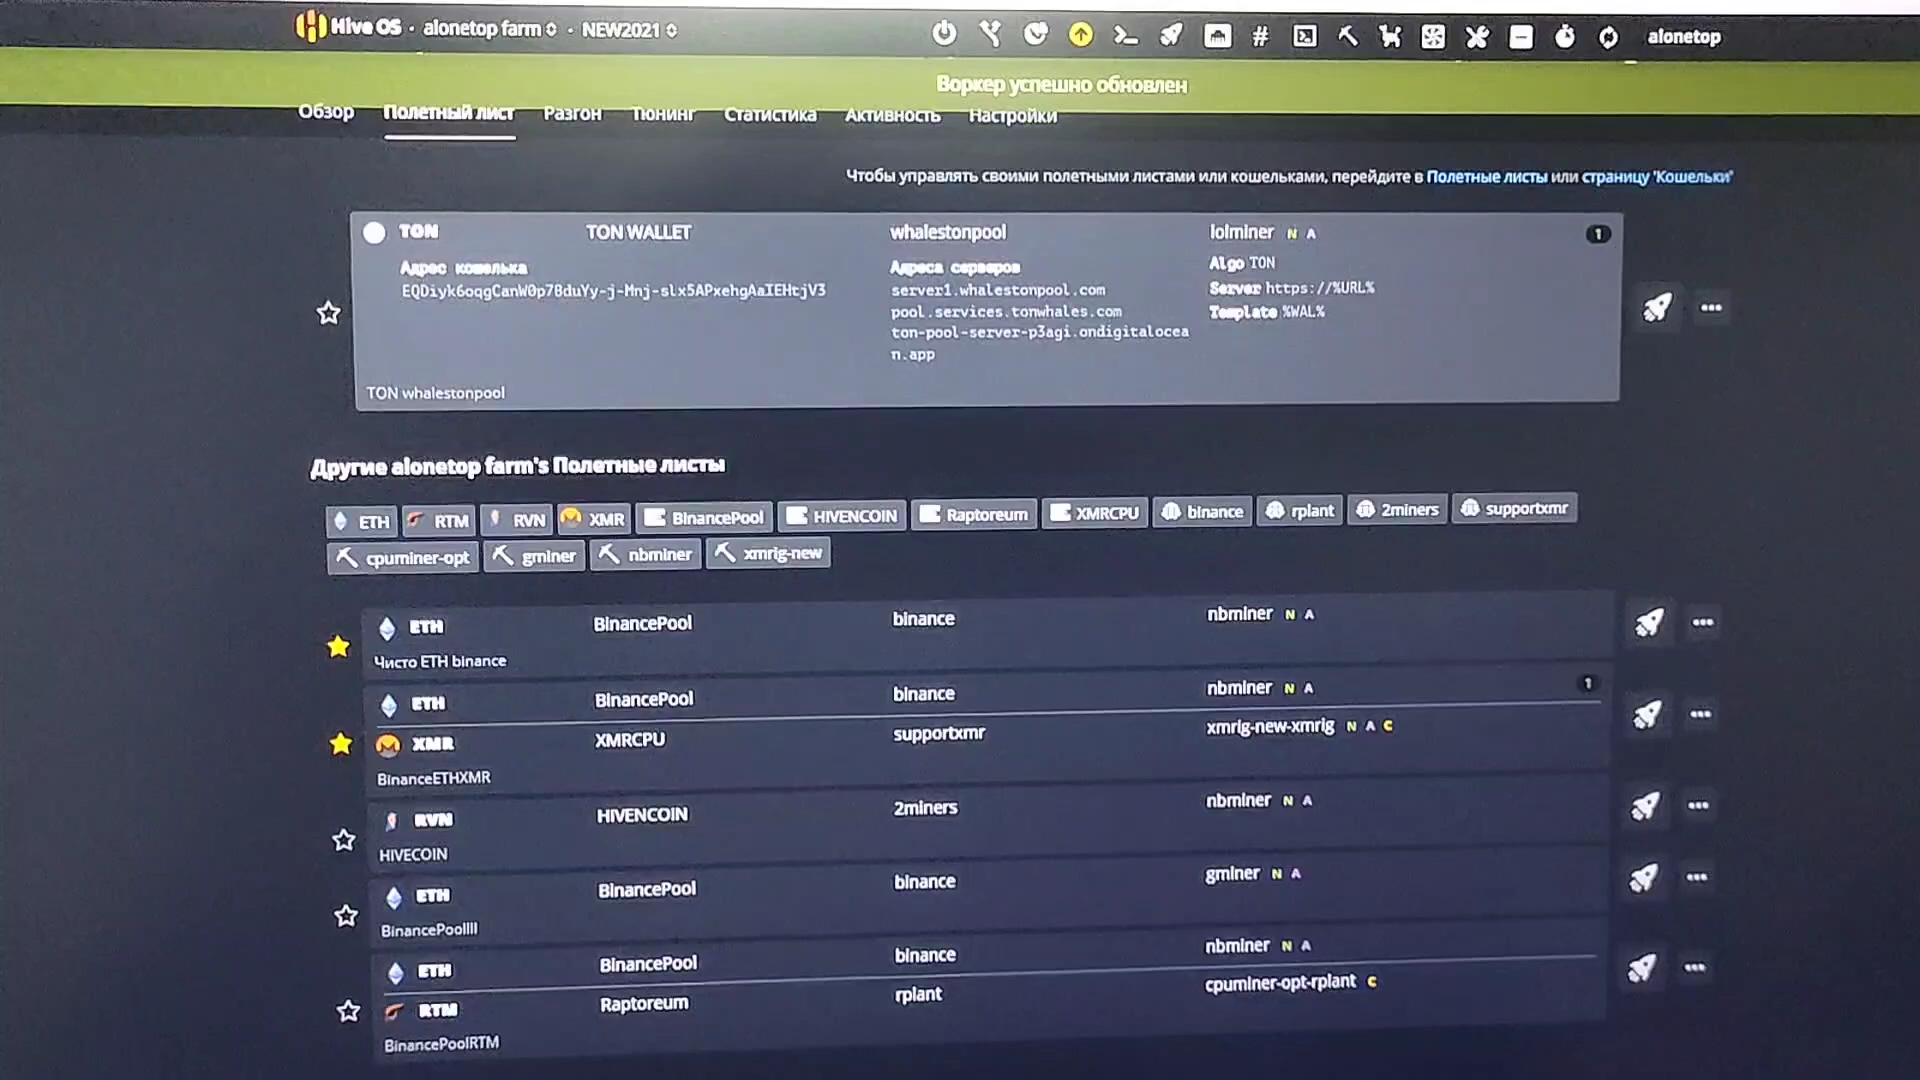 Hive OS · alonetop farm · NEW2021 alonetop
Воркер успешно обновлен
Обзор Полетный лист Разгон Тюнинг Статистика Активность Настройки
Чтобы управлять своими полетными листами или кошельками, перейдите в Полетные листы или страницу 'Кошельки'
TON TON WALLET whalestonpool lolminer N A 1
Адрес кошелька Адреса серверов Algo TON
EQDiyk6oqgCanW0p7BduYy-j-Mnj-slx5APxehgAaIEHtjV3 server1.whalestonpool.com Server https://%URL%
pool.services.tonwhales.com Template %WAL%
ton-pool-server-p3agi.ondigitalocea
n.app
TON whalestonpool
Другие alonetop farm's Полетные листы
ETH RTM RVN XMR BinancePool HIVENCOIN Raptoreum XMRCPU binance rplant 2miners supportxmr
cpuminer-opt gminer nbminer xmrig-new
ETH BinancePool binance nbminer N A
Чисто ETH binance
ETH BinancePool binance nbminer N A 1
XMR XMRCPU supportxmr xmrig-new-xmrig N A C
BinanceETHXMR
RVN HIVENCOIN 2miners nbminer N A
HIVECOIN
ETH BinancePool binance gminer N A
BinancePoollll
ETH BinancePool binance nbminer N A
RTM Raptoreum rplant cpuminer-opt-rplant C
BinancePoolRTM